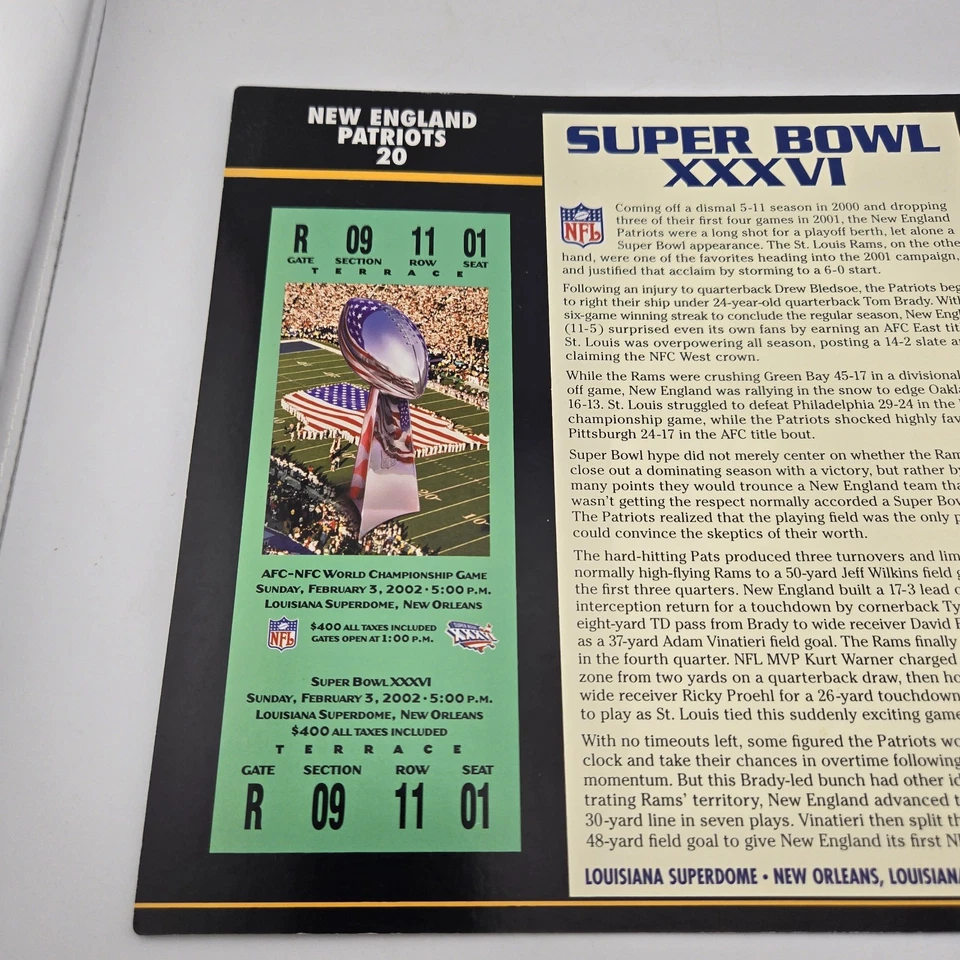 NEW ENGLAND
PATRIOTS
20
R 09 11 01
GATE SECTION ROW SEAT
TERRACE
AFC-NFC WORLD CHAMPIONSHIP GAME
SUNDAY, FEBRUARY 3, 2002 • 5:00 P.M.
LOUISIANA SUPERDOME, NEW ORLEANS
NFL
$400 ALL TAXES INCLUDED
GATES OPEN AT 1:00 P.M.
XXXVI
SUPER BOWL XXXVI
SUNDAY, FEBRUARY 3, 2002 • 5:00 P.M.
LOUISIANA SUPERDOME, NEW ORLEANS
$400 ALL TAXES INCLUDED
TERRACE
GATE SECTION ROW SEAT
R 09 11 01
SUPER BOWL
XXXVI
NFL
Coming off a dismal 5-11 season in 2000 and dropping
three of their first four games in 2001, the New England
Patriots were a long shot for a playoff berth, let alone a
Super Bowl appearance. The St. Louis Rams, on the othe
hand, were one of the favorites heading into the 2001 campaign,
and justified that acclaim by storming to a 6-0 start.
Following an injury to quarterback Drew Bledsoe, the Patriots beg
to right their ship under 24-year-old quarterback Tom Brady. With
six-game winning streak to conclude the regular season, New Engl
(11-5) surprised even its own fans by earning an AFC East tit
St. Louis was overpowering all season, posting a 14-2 slate a
claiming the NFC West crown.
While the Rams were crushing Green Bay 45-17 in a divisional
off game, New England was rallying in the snow to edge Oakla
16-13. St. Louis struggled to defeat Philadelphia 29-24 in the
championship game, while the Patriots shocked highly fav
Pittsburgh 24-17 in the AFC title bout.
Super Bowl hype did not merely center on whether the Ram
close out a dominating season with a victory, but rather by
many points they would trounce a New England team tha
wasn't getting the respect normally accorded a Super Bow
The Patriots realized that the playing field was the only p
could convince the skeptics of their worth.
The hard-hitting Pats produced three turnovers and lim
normally high-flying Rams to a 50-yard Jeff Wilkins field g
the first three quarters. New England built a 17-3 lead o
interception return for a touchdown by cornerback Ty
eight-yard TD pass from Brady to wide receiver David P
as a 37-yard Adam Vinatieri field goal. The Rams finally
in the fourth quarter. NFL MVP Kurt Warner charged
zone from two yards on a quarterback draw, then ho
wide receiver Ricky Proehl for a 26-yard touchdown
to play as St. Louis tied this suddenly exciting game
With no timeouts left, some figured the Patriots wo
clock and take their chances in overtime following
momentum. But this Brady-led bunch had other id
trating Rams' territory, New England advanced t
30-yard line in seven plays. Vinatieri then split th
48-yard field goal to give New England its first N
LOUISIANA SUPERDOME • NEW ORLEANS, LOUISIANA